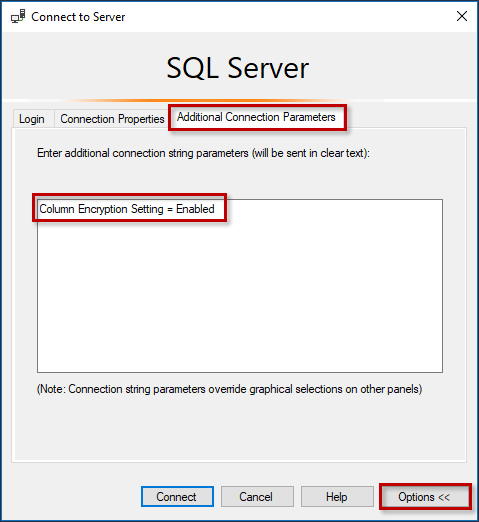 Connect to Server
SQL Server
Login Connection Properties Additional Connection Parameters
Enter additional connection string parameters (will be sent in clear text):
Column Encryption Setting = Enabled
(Note: Connection string parameters override graphical selections on other panels)
Connect Cancel Help Options <<